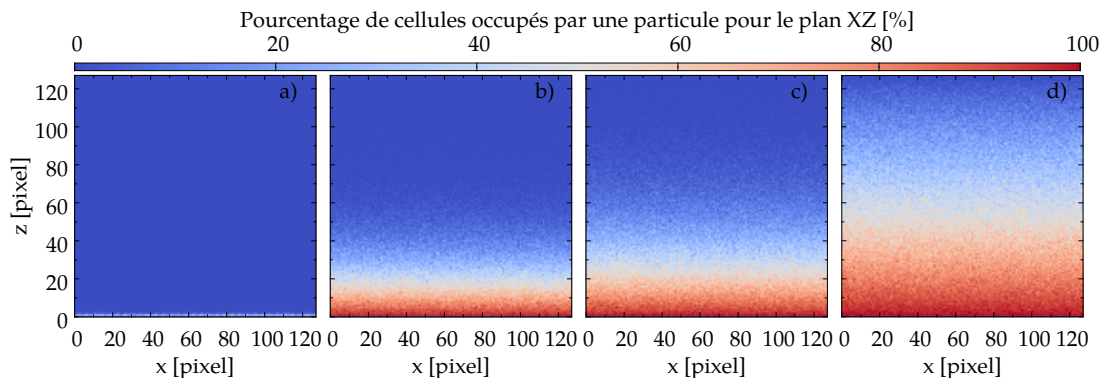 Pourcentage de cellules occupés par une particule pour le plan XZ [%]
0 20 40 60 80 100
a) b) c) d)
120
100
80
60
40
20
0
z [pixel]
0 20 40 60 80 100 120 0 20 40 60 80 100 120 0 20 40 60 80 100 120 0 20 40 60 80 100 120
x [pixel] x [pixel] x [pixel] x [pixel]